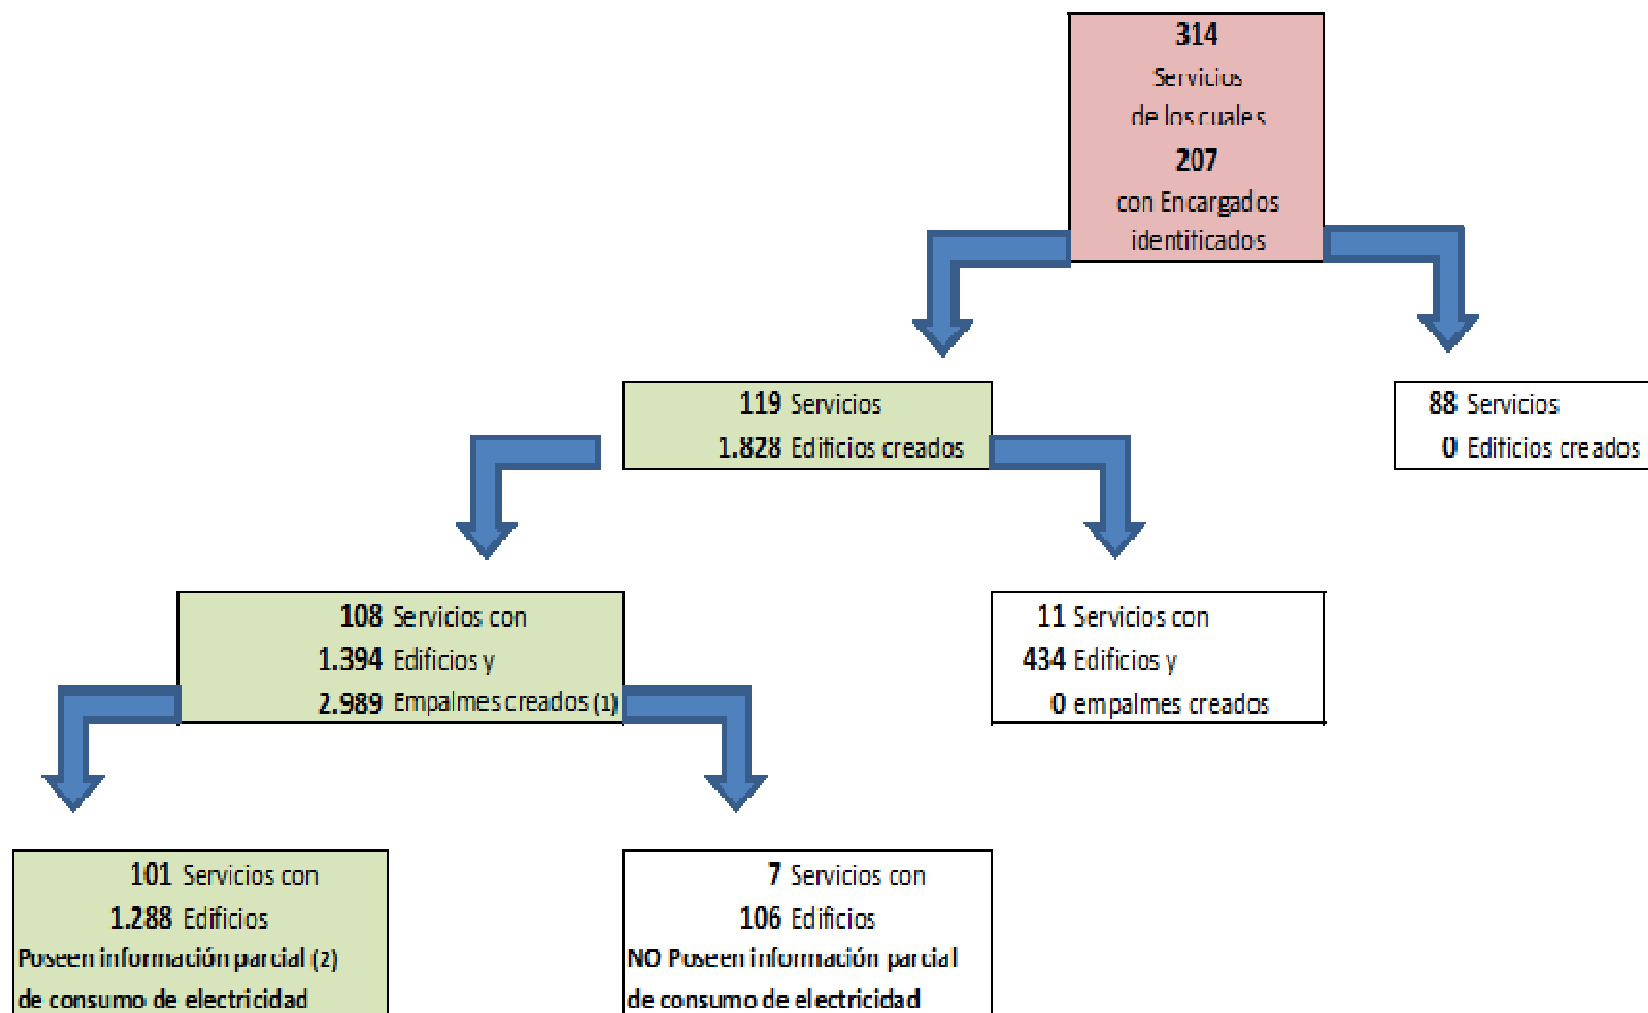 314
Servicios
de los cuales
207
con Encargados
identificados
119 Servicios
1.828 Edificios creados
88 Servicios
0 Edificios creados
108 Servicios con
1.394 Edificios y
2.989 Empalmes creados (1)
11 Servicios con
434 Edificios y
0 empalmes creados
101 Servicios con
1.288 Edificios
Poseen información parcial (2)
de consumo de electricidad
7 Servicios con
106 Edificios
NO Poseen información parcial
de consumo de electricidad